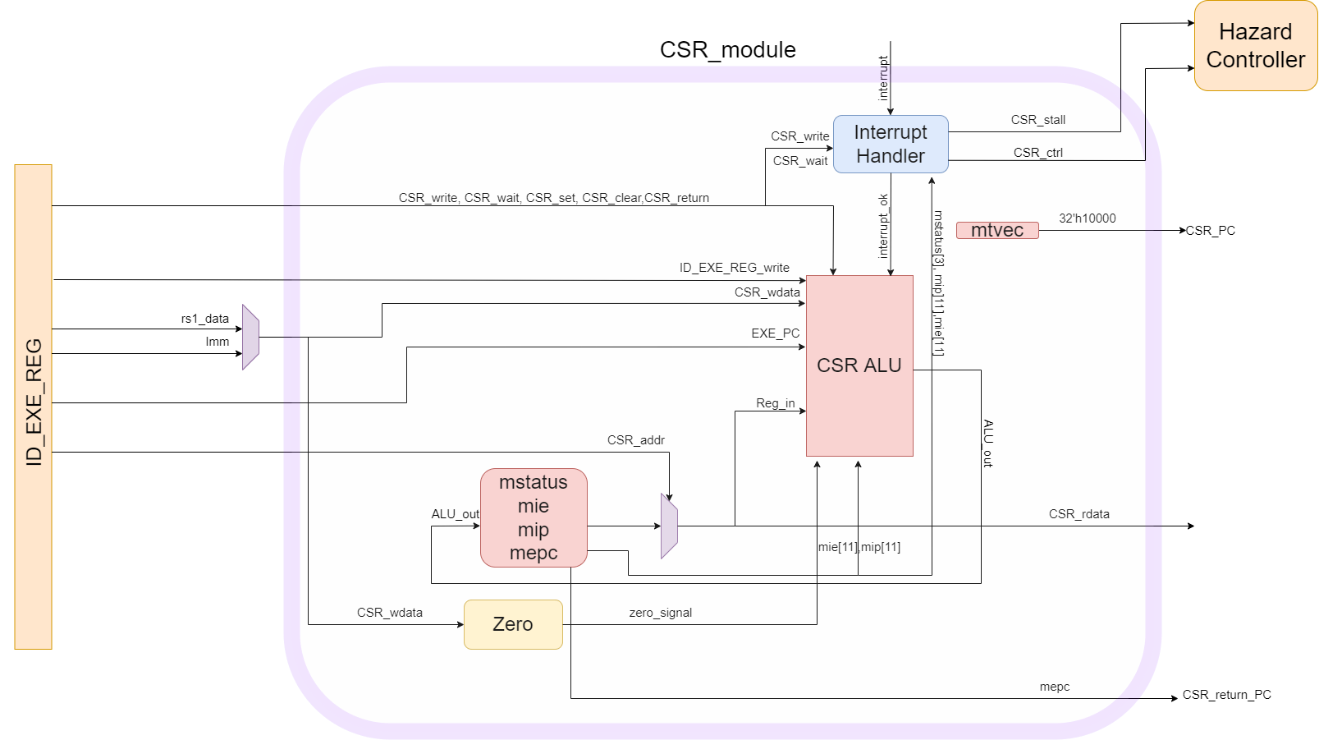 Hazard
Controller
CSR_module
interrupt
CSR_stall
CSR_write
Interrupt
Handler
CSR_wait
CSR_ctrl
CSR_write, CSR_wait, CSR_set, CSR_clear,CSR_return
interrupt_ok
mstatus[3], mip[11],mie[11]
mtvec
32'h10000
CSR_PC
ID_EXE_REG_write
CSR_wdata
rs1_data
Imm
EXE_PC
CSR ALU
ID_EXE_REG
Reg_in
CSR_addr
ALU_out
mstatus
mie
mip
mepc
ALU_out
CSR_rdata
mie[11],mip[11]
CSR_wdata
Zero
zero_signal
mepc
CSR_return_PC